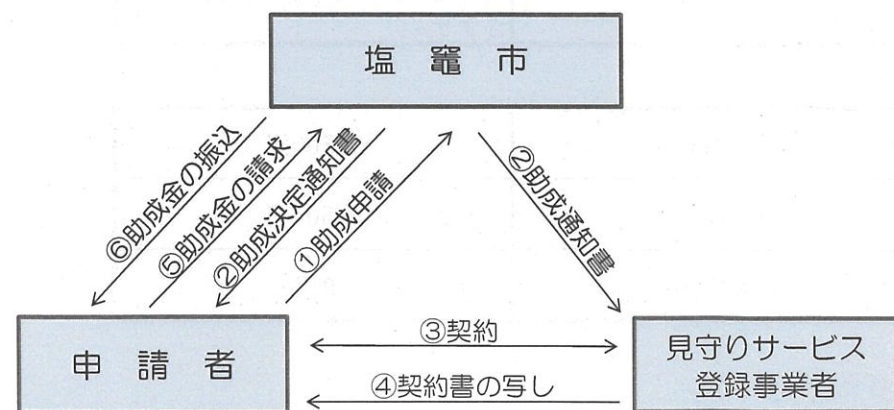 塩竈市
⑥助成金の振込
⑤助成金の請求
②助成決定通知書
①助成申請
②助成通知書
申請者
③契約
④契約書の写し
見守りサービス
登録事業者